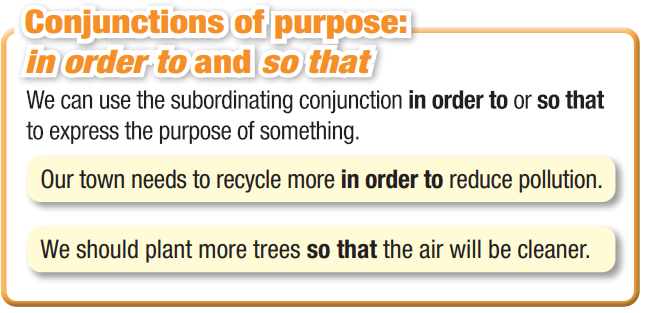 Conjunctions of purpose:
in order to and so that
We can use the subordinating conjunction in order to or so that
to express the purpose of something.
Our town needs to recycle more in order to reduce pollution.
We should plant more trees so that the air will be cleaner.